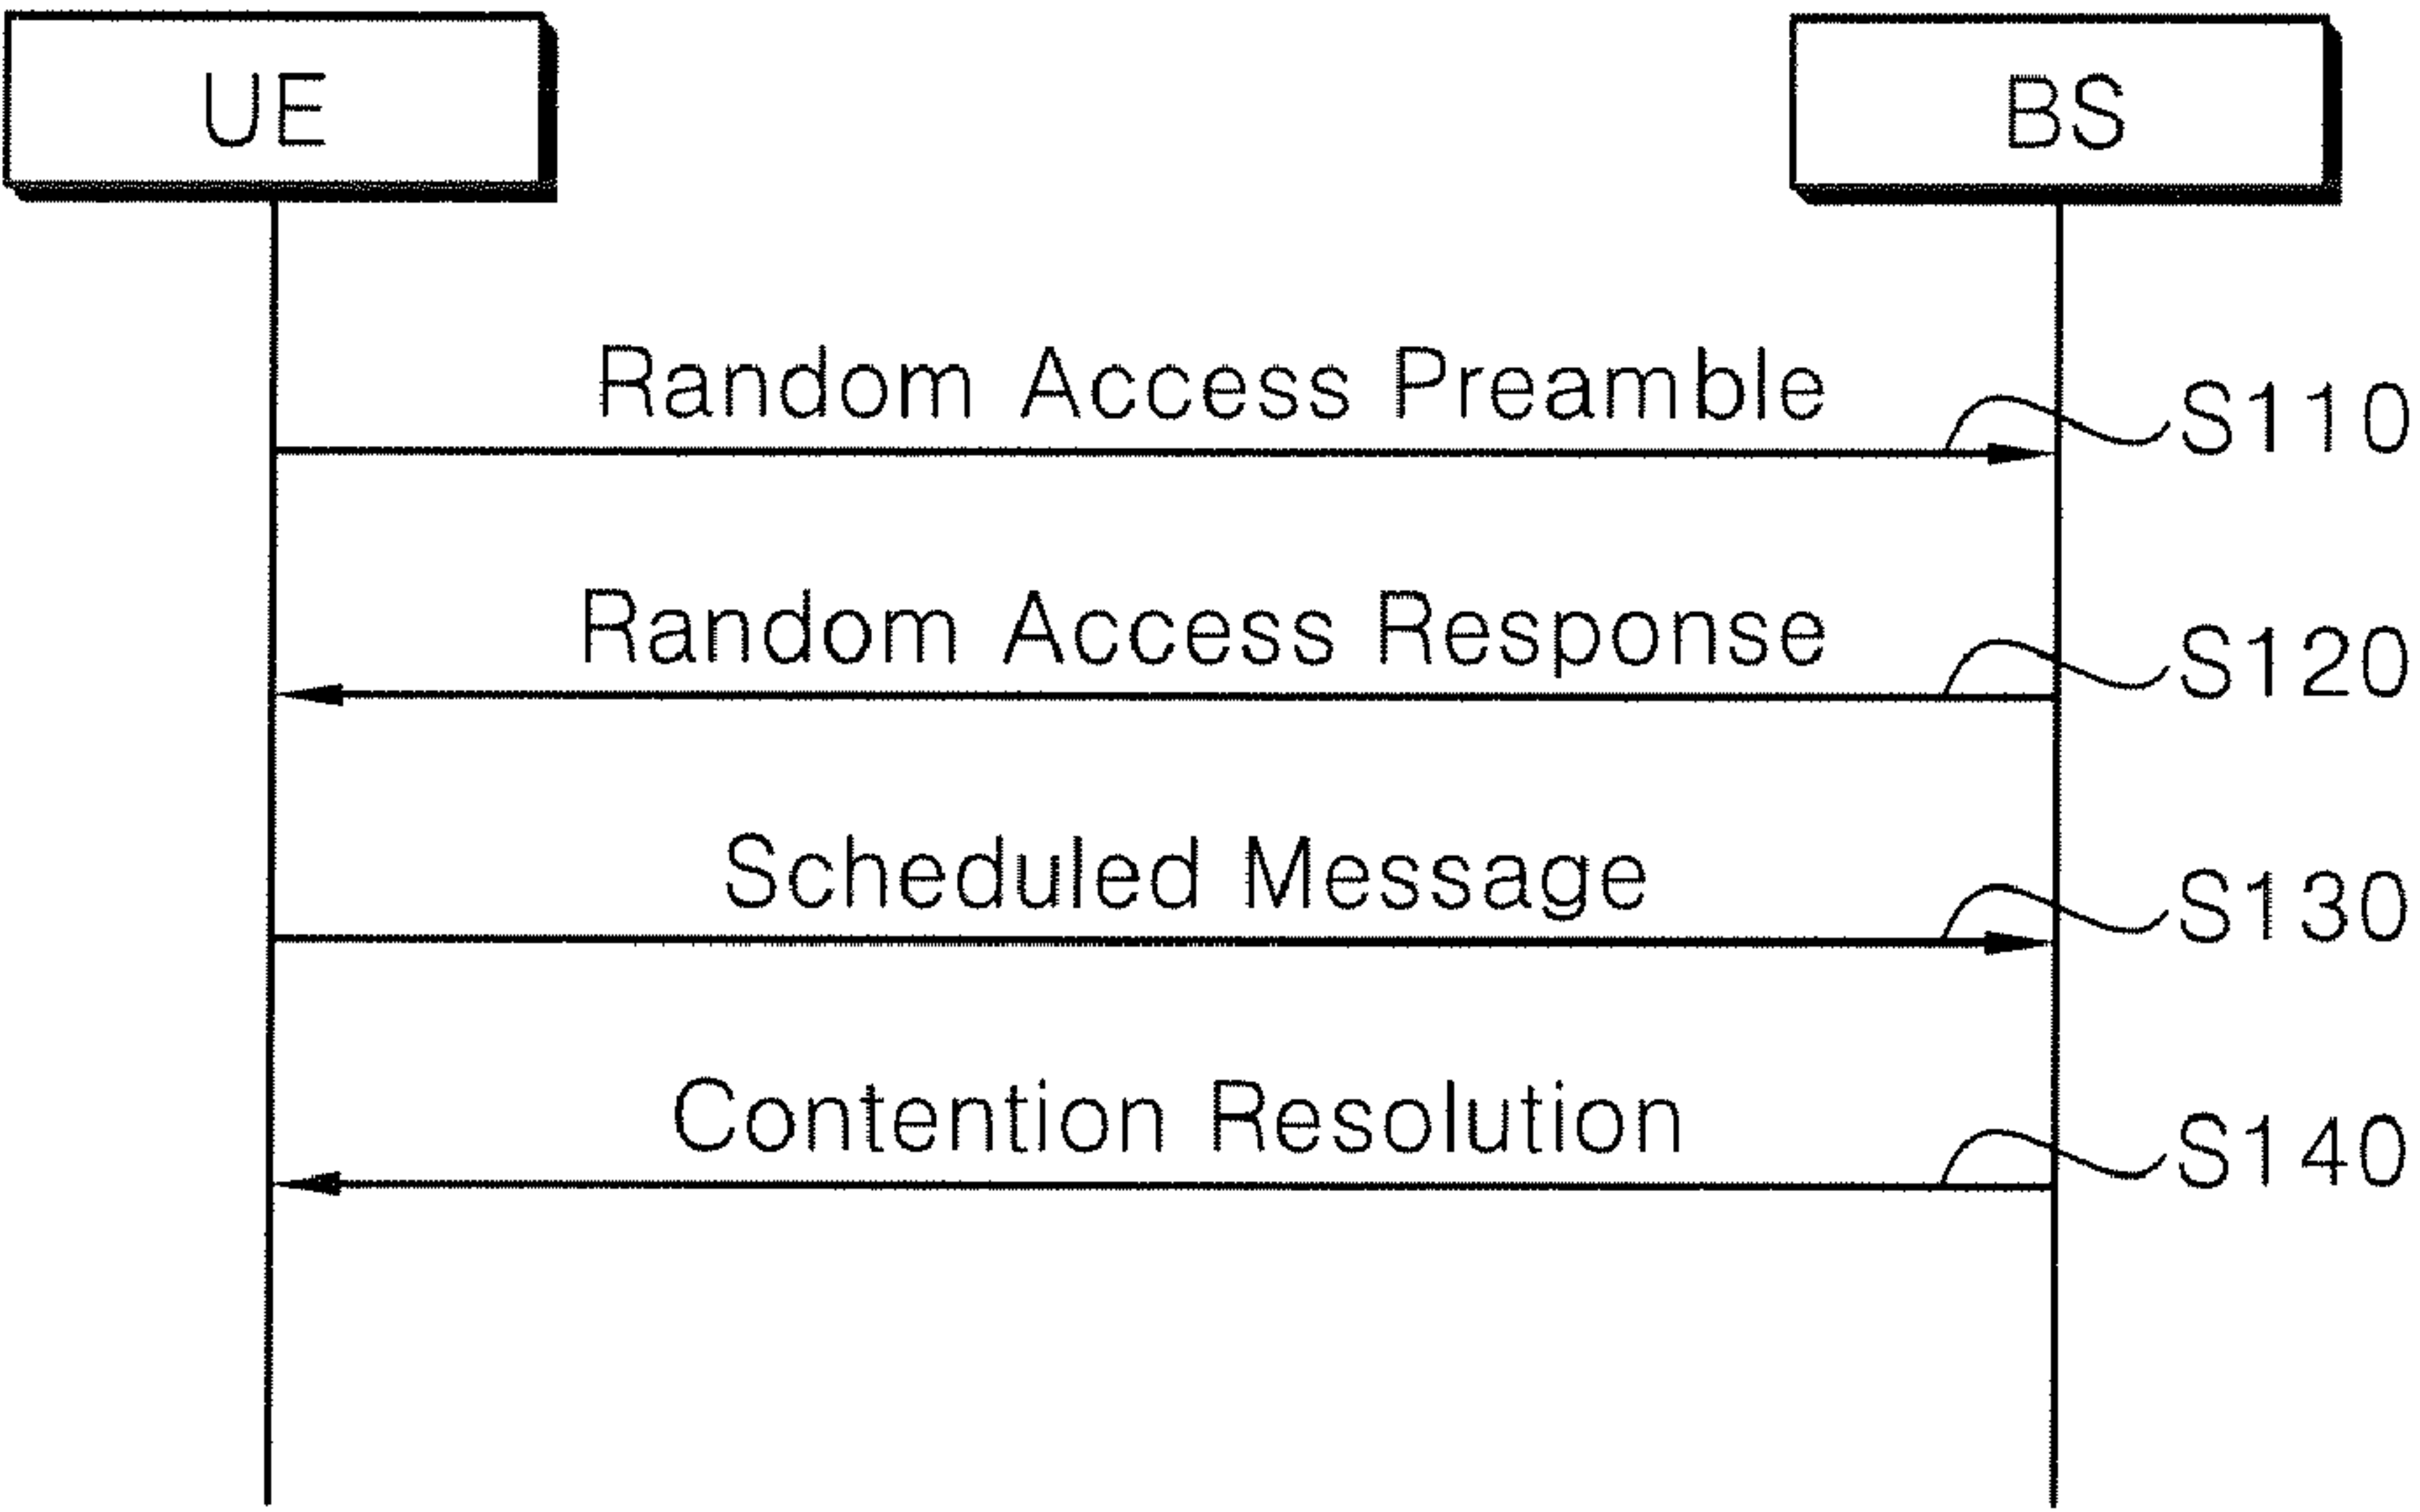 UE
BS
Random Access Preamble
S110
Random Access Response
S120
Scheduled Message
S130
Contention Resolution
S140